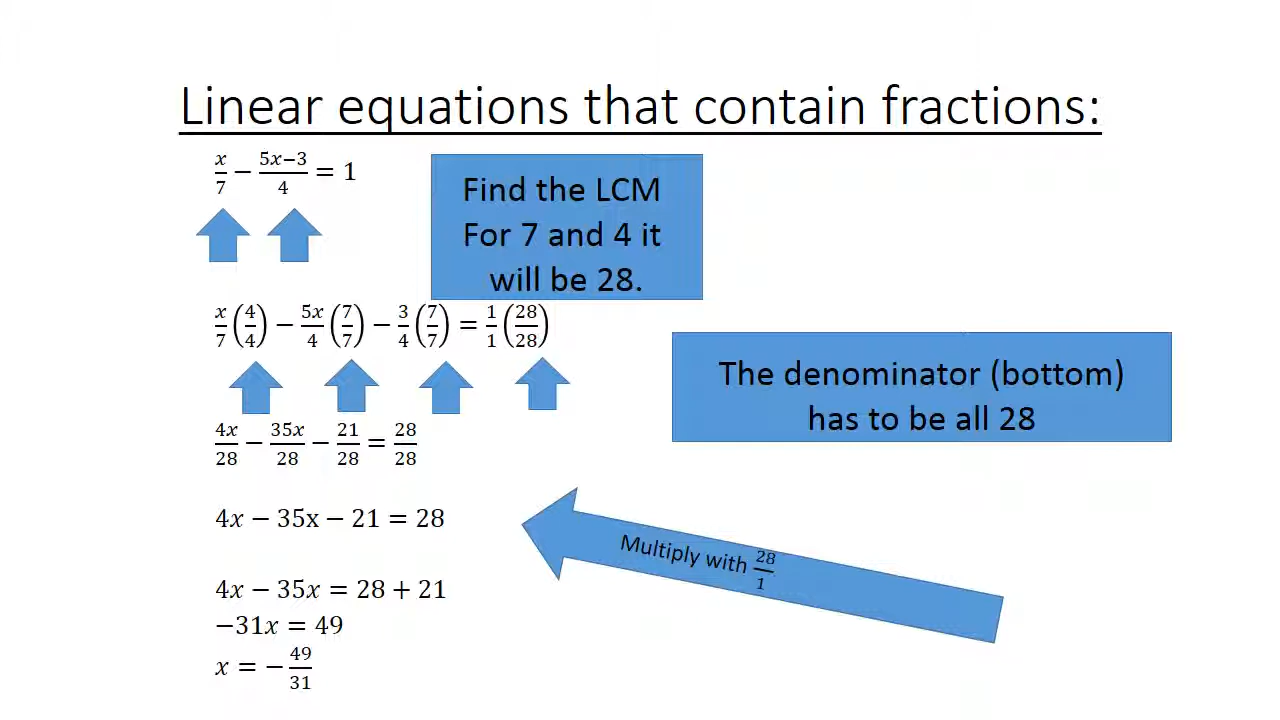 Linear equations that contain fractions:
x/7 − 5x−3/4 = 1
Find the LCM
For 7 and 4 it
will be 28.
x/7 (4/4) − 5x/4 (7/7) − 3/4 (7/7) = 1/1 (28/28)
The denominator (bottom)
has to be all 28
4x/28 − 35x/28 − 21/28 = 28/28
4x − 35x − 21 = 28
Multiply with 28/1
4x − 35x = 28 + 21
−31x = 49
x = − 49/31